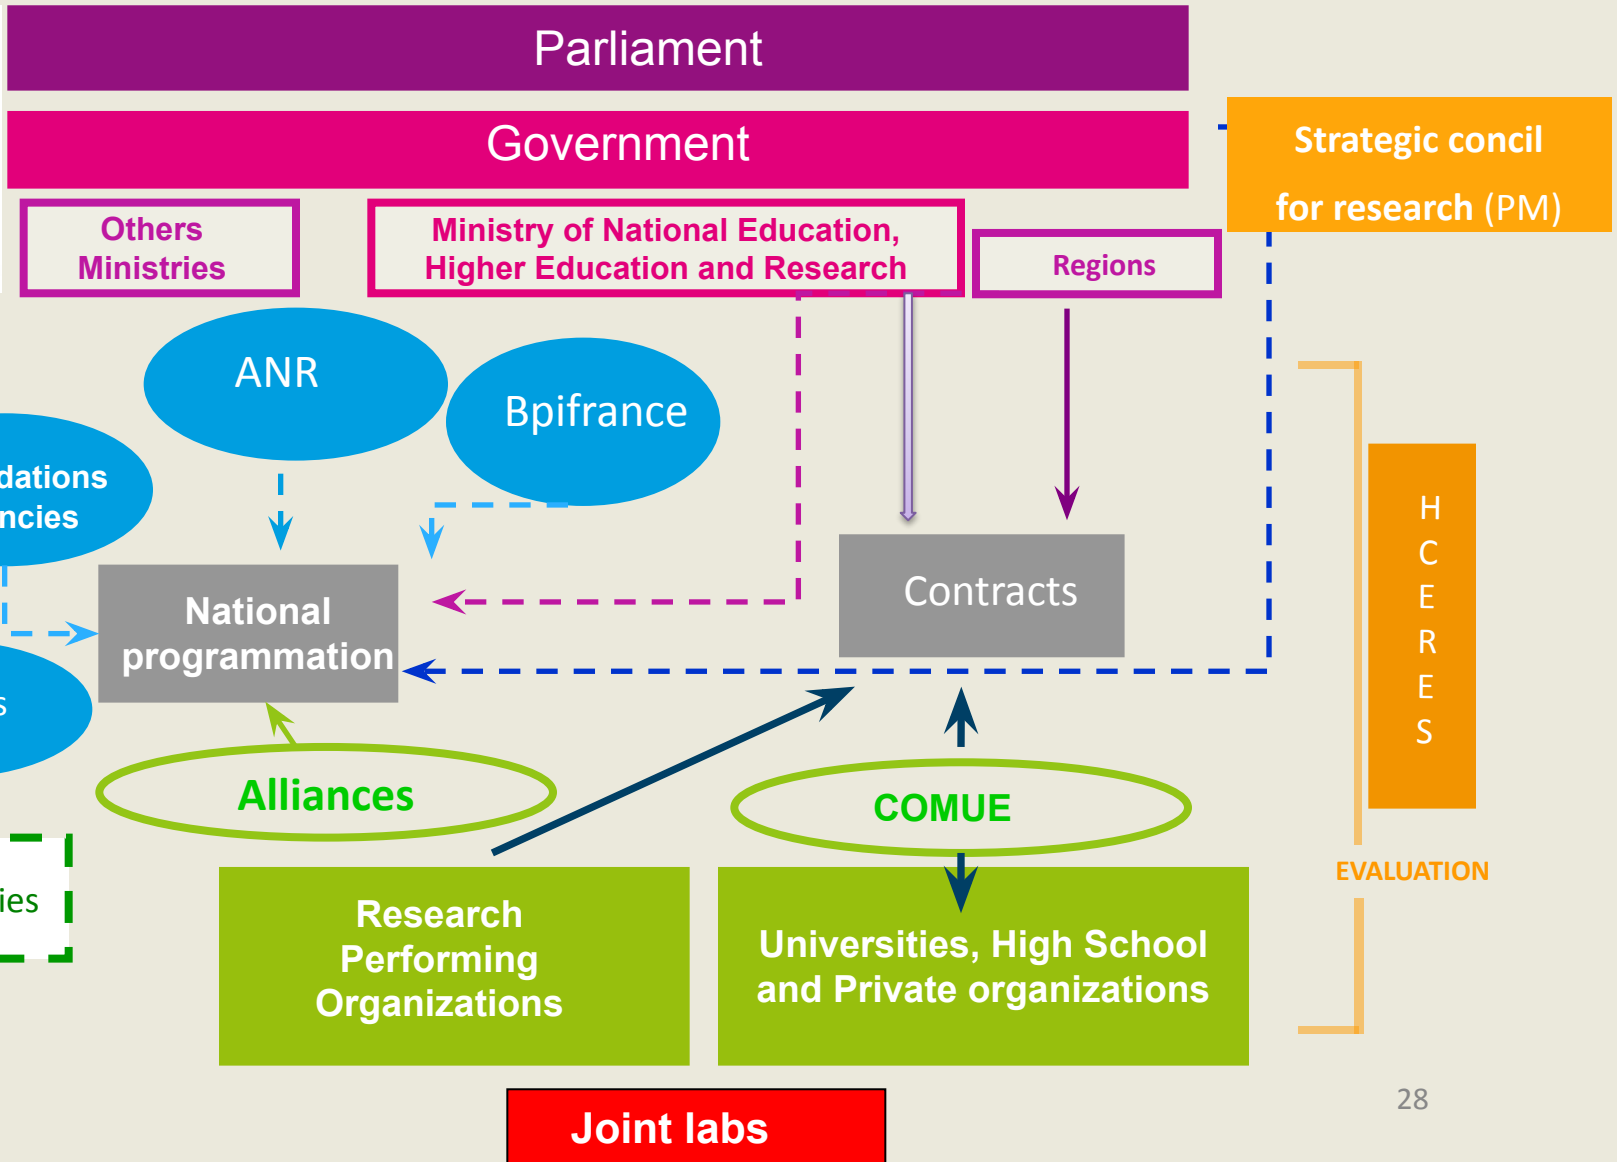 Parliament
Government
Strategic concil
for research (PM)
Others
Ministries
Ministry of National Education,
Higher Education and Research
Regions
ANR
Bpifrance
dations
ncies
National
programmation
Contracts
H
C
E
R
E
S
s
Alliances
COMUE
EVALUATION
ies
Research
Performing
Organizations
Universities, High School
and Private organizations
Joint labs
28